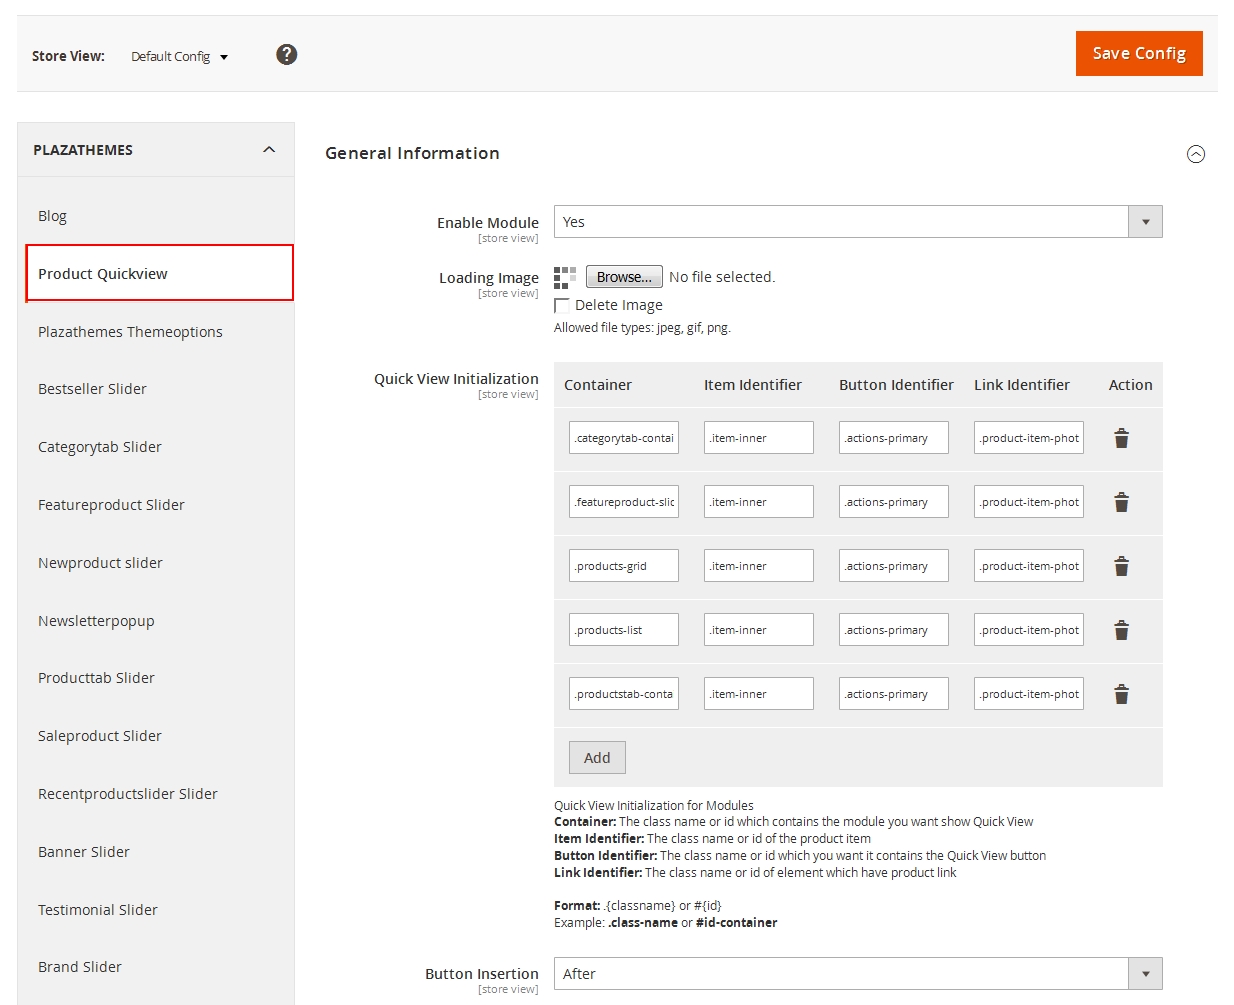 Store View: Default Config ?
Save Config
PLAZATHEMES
Blog
Product Quickview
Plazathemes Themeoptions
Bestseller Slider
Categorytab Slider
Featureproduct Slider
Newproduct slider
Newsletterpopup
Producttab Slider
Saleproduct Slider
Recentproductslider Slider
Banner Slider
Testimonial Slider
Brand Slider
General Information
Enable Module Yes
[store view]
Loading Image Browse... No file selected.
[store view]
Delete Image
Allowed file types: jpeg, gif, png.
Quick View Initialization
[store view]
Container Item Identifier Button Identifier Link Identifier Action
.categorytab-contai .item-inner .actions-primary .product-item-phot
.featureproduct-slic .item-inner .actions-primary .product-item-phot
.products-grid .item-inner .actions-primary .product-item-phot
.products-list .item-inner .actions-primary .product-item-phot
.productstab-conta .item-inner .actions-primary .product-item-phot
Add
Quick View Initialization for Modules
Container: The class name or id which contains the module you want show Quick View
Item Identifier: The class name or id of the product item
Button Identifier: The class name or id which you want it contains the Quick View button
Link Identifier: The class name or id of element which have product link
Format: .{classname} or #{id}
Example: .class-name or #id-container
Button Insertion After
[store view]